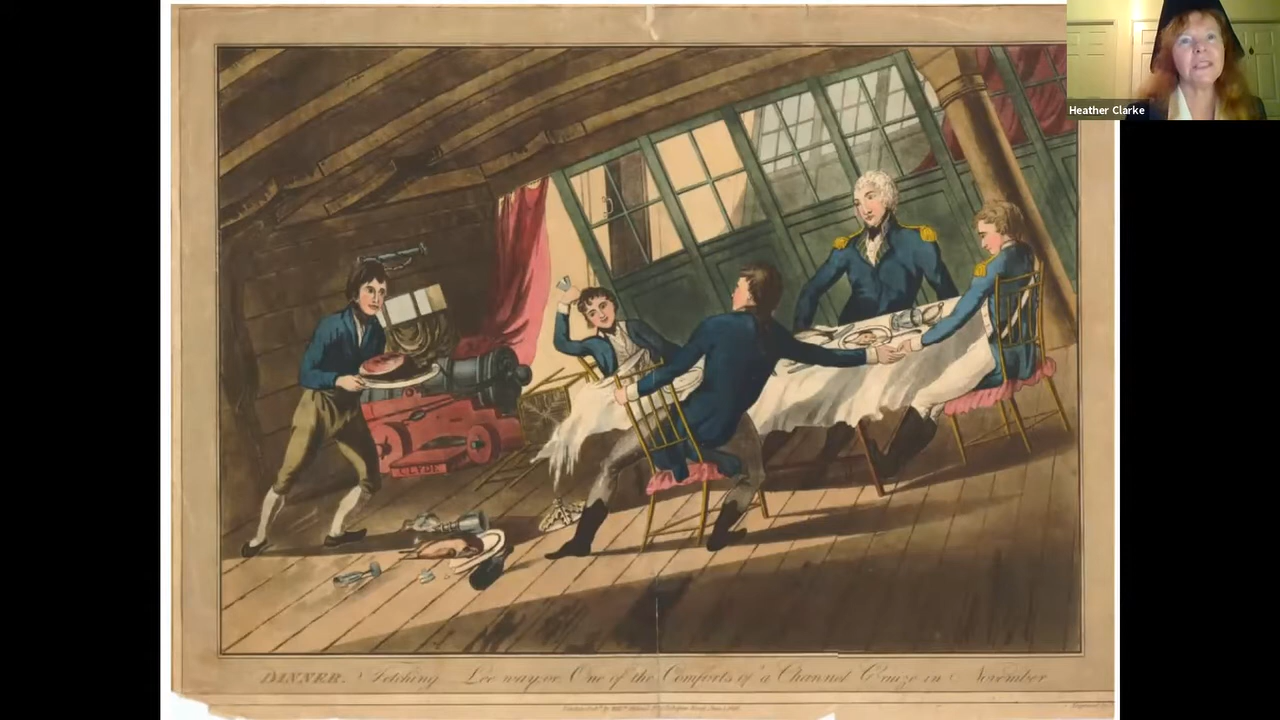 Heather Clarke
CLYDE
DINNER. Fetching Lee way, or One of the Comforts of a Channel Cruize in November